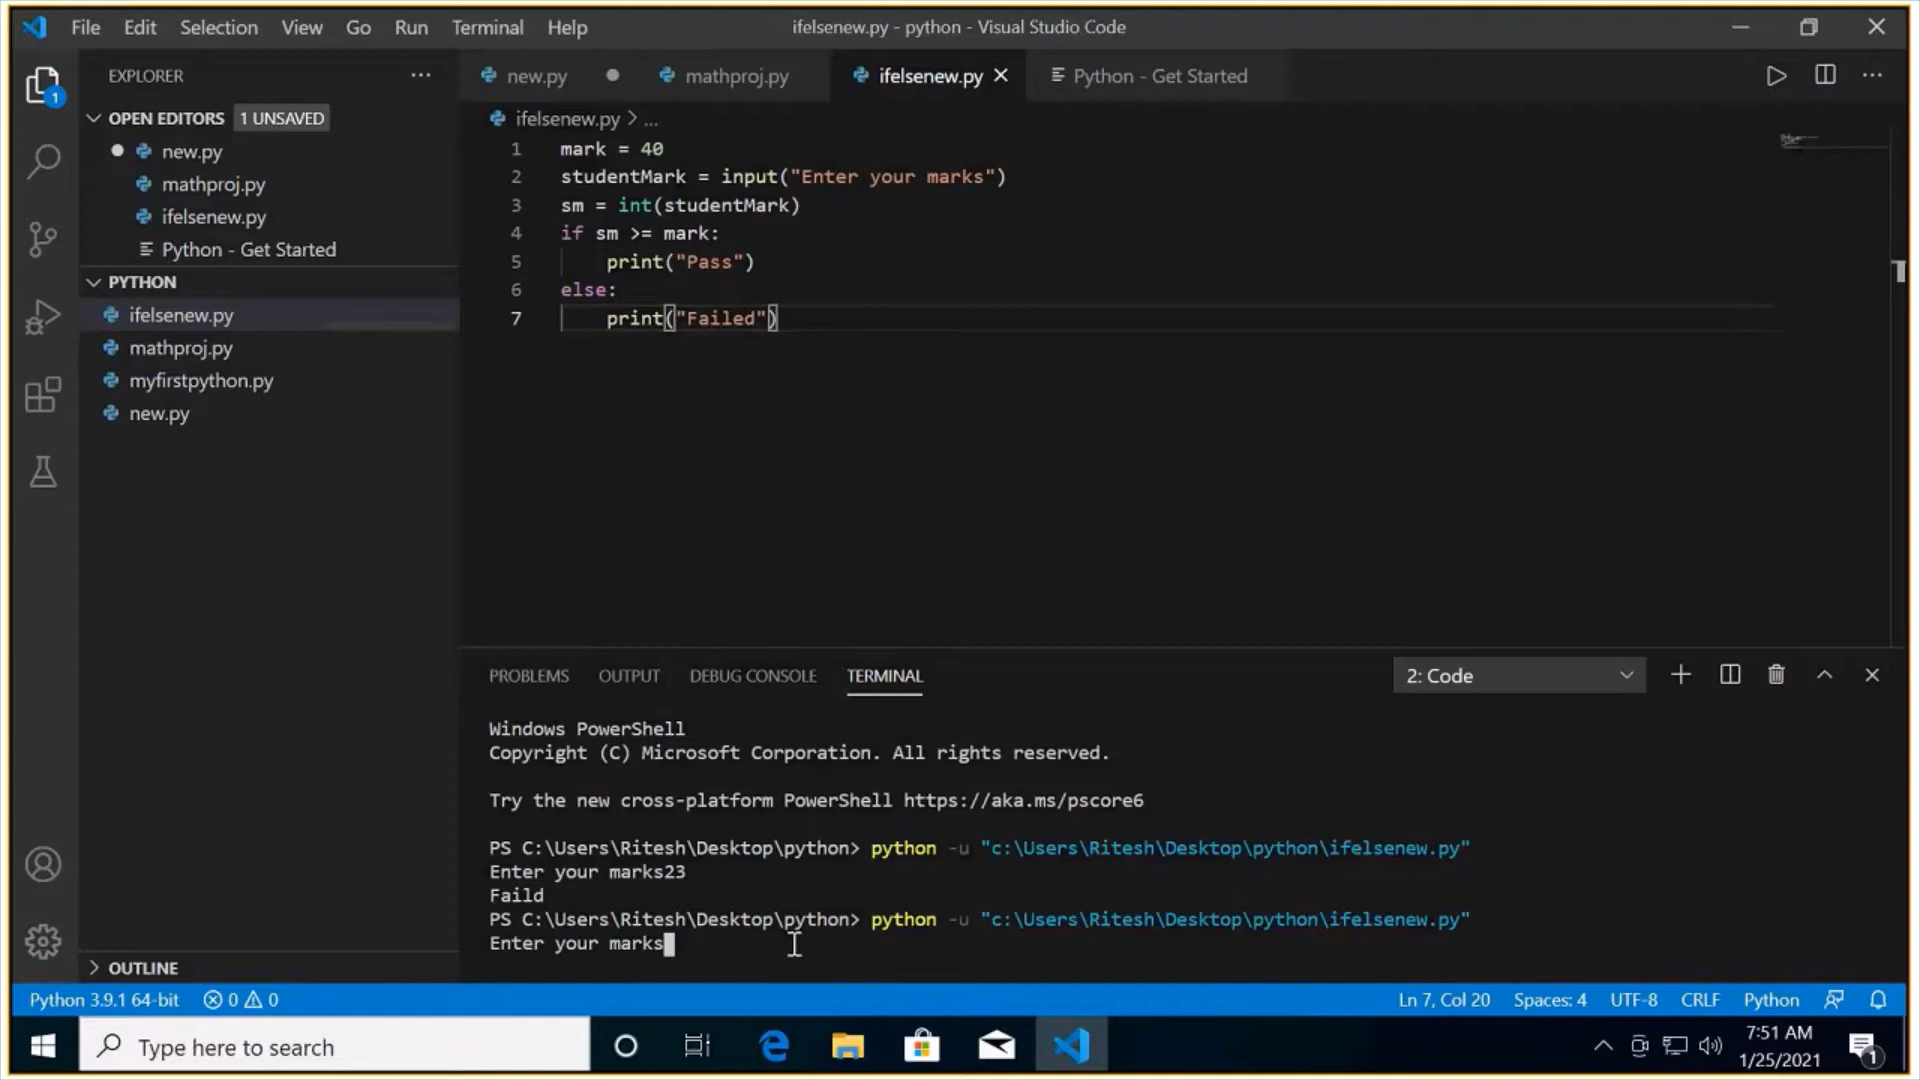 File Edit Selection View Go Run Terminal Help
ifelsenew.py - python - Visual Studio Code
EXPLORER
OPEN EDITORS 1 UNSAVED
new.py
mathproj.py
ifelsenew.py
Python - Get Started
PYTHON
ifelsenew.py
mathproj.py
myfirstpython.py
new.py
OUTLINE
1
new.py mathproj.py ifelsenew.py Python - Get Started
ifelsenew.py > ...
1 mark = 40
2 studentMark = input("Enter your marks")
3 sm = int(studentMark)
4 if sm >= mark:
5 print("Pass")
6 else:
7 print("Failed")
PROBLEMS OUTPUT DEBUG CONSOLE TERMINAL 2: Code
Windows PowerShell
Copyright (C) Microsoft Corporation. All rights reserved.
Try the new cross-platform PowerShell https://aka.ms/pscore6
PS C:\Users\Ritesh\Desktop\python> python -u "c:\Users\Ritesh\Desktop\python\ifelsenew.py"
Enter your marks23
Faild
PS C:\Users\Ritesh\Desktop\python> python -u "c:\Users\Ritesh\Desktop\python\ifelsenew.py"
Enter your marks
Python 3.9.1 64-bit 0 0 Ln 7, Col 20 Spaces: 4 UTF-8 CRLF Python
Type here to search
7:51 AM
1/25/2021
1